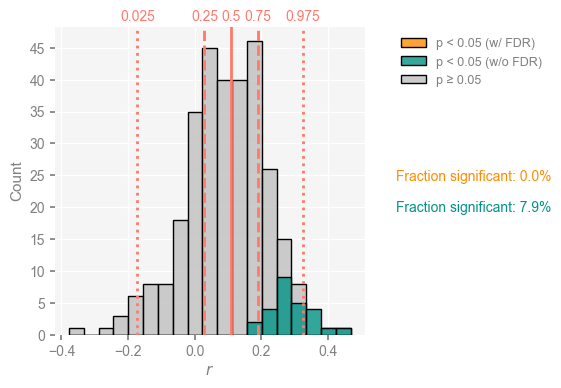 0.025 0.25 0.5 0.75 0.975
p < 0.05 (w/ FDR)
p < 0.05 (w/o FDR)
p ≥ 0.05
Fraction significant: 0.0%
Fraction significant: 7.9%
Count
45
40
35
30
25
20
15
10
5
0
−0.4 −0.2 0.0 0.2 0.4
r